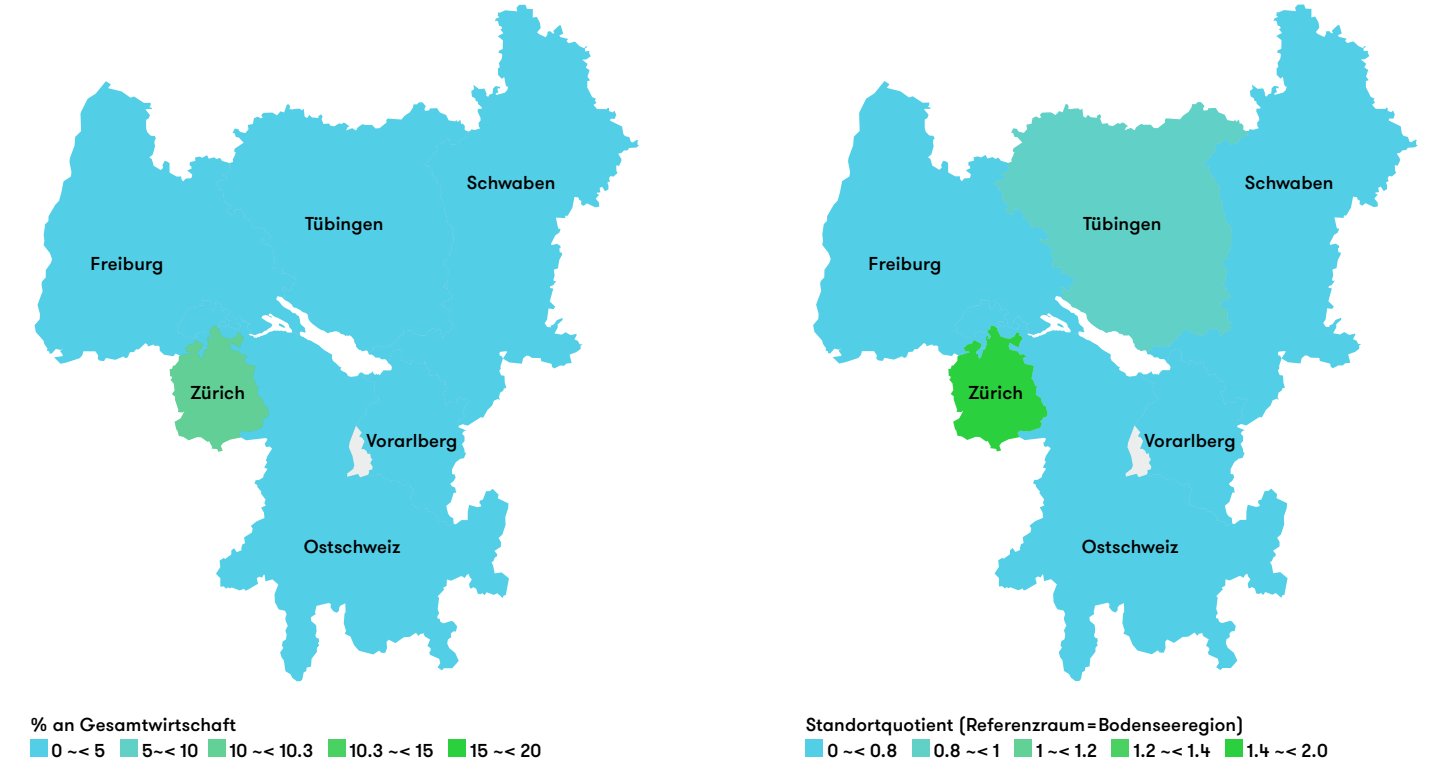 Schwaben
Tübingen
Freiburg
Zürich
Vorarlberg
Ostschweiz
% an Gesamtwirtschaft
0 ~< 5 5~< 10 10 ~< 10.3 10.3 ~< 15 15 ~< 20
Schwaben
Tübingen
Freiburg
Zürich
Vorarlberg
Ostschweiz
Standortquotient (Referenzraum=Bodenseeregion)
0 ~< 0.8 0.8 ~< 1 1 ~< 1.2 1.2 ~< 1.4 1.4 ~< 2.0